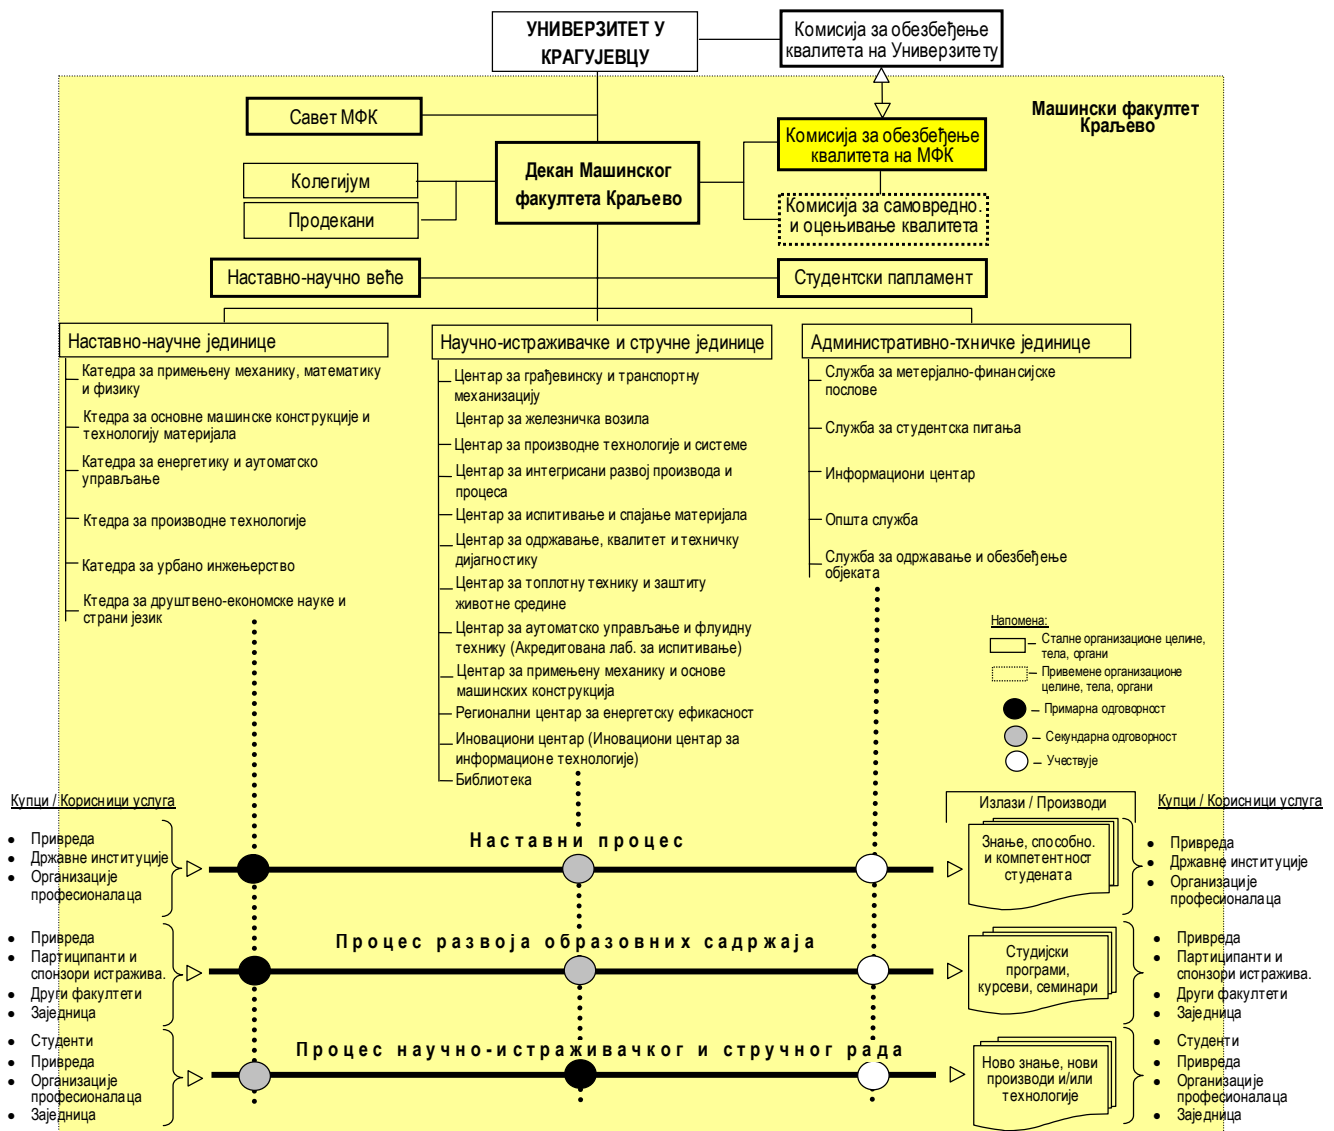 УНИВЕРЗИТЕТ У
КРАГУЈЕВЦУ
Комисија за обезбеђење
квалитета на Универзитету
Машински факултет
Краљево
Савет МФК
Комисија за обезбеђење
квалитета на МФК
Декан Машинског
факултета Краљево
Колегијум
Продекани
Комисија за самовредно.
и оцењивање квалитета
Наставно-научно веће
Студентски папламент
Наставно-научне јединице
Катедра за примењену механику, математику
и физику
Ктедра за основне машинске конструкције и
технологију материјала
Катедра за енергетику и аутоматско
управљање
Ктедра за производне технологије
Катедра за урбано инжењерство
Ктедра за друштвено-економске науке и
страни језик
Научно-истраживачке и стручне јединице
Центар за грађевинску и транспортну
механизацију
Центар за железничка возила
Центар за производне технологије и системе
Центар за интегрисани развој производа и
процеса
Центар за испитивање и спајање материјала
Центар за одржавање, квалитет и техничку
дијагностику
Центар за топлотну технику и заштиту
животне средине
Центар за аутоматско управљање и флуидну
технику (Акредитована лаб. за испитивање)
Центар за примењену механику и основе
машинских конструкција
Регионални центар за енергетску ефикасност
Иновациони центар (Иновациони центар за
информационе технологије)
Библиотека
Административно-тхничке јединице
Служба за метерјално-финансијске
послове
Служба за студентска питања
Информациони центар
Општа служба
Служба за одржавање и обезбеђење
објеката
Напомена:
– Сталне организационе целине,
тела, органи
– Привемене организационе
целине, тела, органи
– Примарна одговорност
– Секундарна одговорност
– Учествује
Купци / Корисници услуга
Излази / Производи
Купци / Корисници услуга
• Привреда
• Државне институције
• Организације
професионалаца
Наставни процес
Знање, способно.
и компетентност
студената
• Привреда
• Државне институције
• Организације
професионалаца
• Привреда
• Партиципанти и
спонзори истражива.
• Други факултети
• Заједница
Процес развоја образовних садржаја
Студијски
програми,
курсеви, семинари
• Привреда
• Партиципанти и
спонзори истражива.
• Други факултети
• Заједница
• Студенти
• Привреда
• Организације
професионалаца
• Заједница
Процес научно-истраживачког и стручног рада
Ново знање, нови
производи и/или
технологије
• Студенти
• Привреда
• Организације
професионалаца
• Заједница